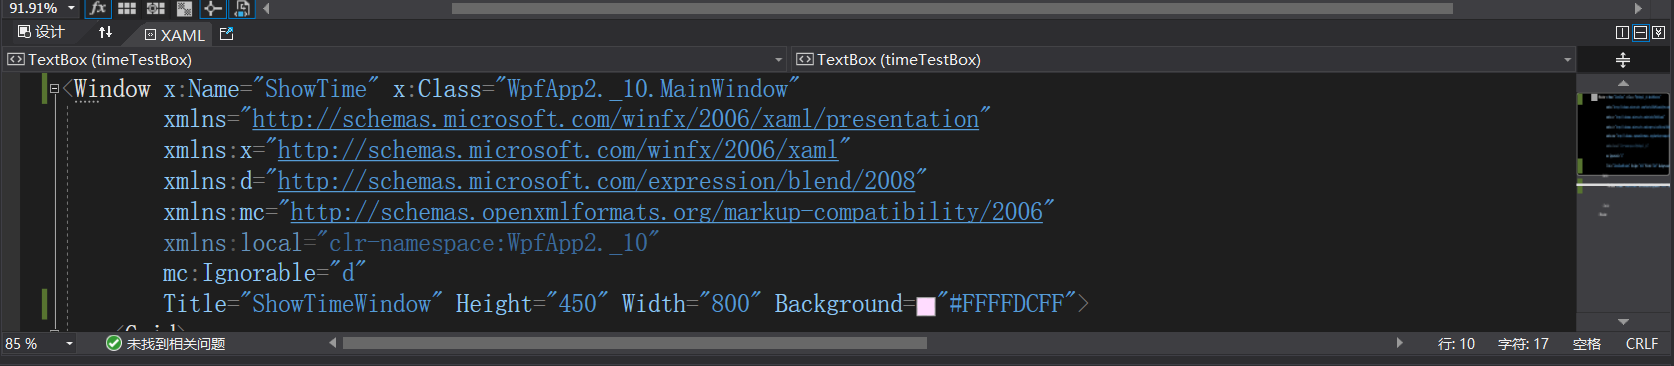 91.91% fx
设计 XAML
TextBox (timeTestBox) TextBox (timeTestBox)
<Window x:Name="ShowTime" x:Class="WpfApp2._10.MainWindow"
xmlns="http://schemas.microsoft.com/winfx/2006/xaml/presentation"
xmlns:x="http://schemas.microsoft.com/winfx/2006/xaml"
xmlns:d="http://schemas.microsoft.com/expression/blend/2008"
xmlns:mc="http://schemas.openxmlformats.org/markup-compatibility/2006"
xmlns:local="clr-namespace:WpfApp2._10"
mc:Ignorable="d"
Title="ShowTimeWindow" Height="450" Width="800" Background="#FFFFDCFF">
<Grid>
85 % 未找到相关问题 行: 10 字符: 17 空格 CRLF